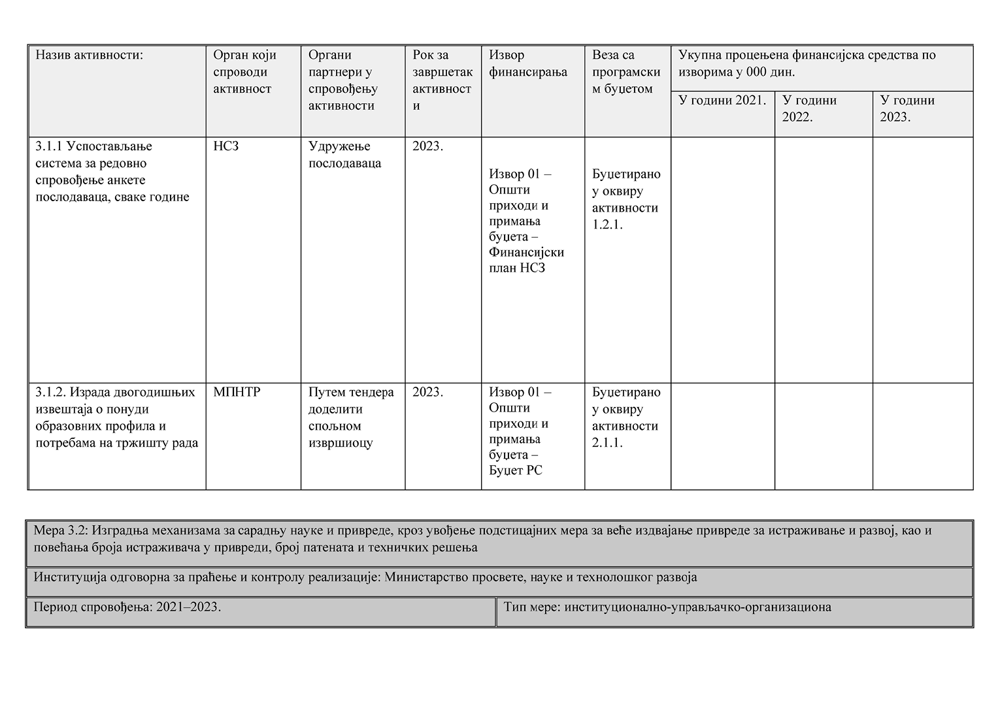 Назив активности:
Орган који
спроводи
активност
Органи
партнери у
спровођењу
активности
Рок за
завршетак
активност
и
Извор
финансирања
Веза са
програмски
м буџетом
Укупна процењена финансијска средства по
изворима у 000 дин.
У години 2021.
У години
2022.
У години
2023.
3.1.1 Успостављање
система за редовно
спровођење анкете
послодаваца, сваке године
НСЗ
Удружење
послодаваца
2023.
Извор 01 –
Општи
приходи и
примања
буџета –
Финансијски
план НСЗ
Буџетирано
у оквиру
активности
1.2.1.
3.1.2. Израда двогодишњих
извештаја о понуди
образовних профила и
потребама на тржишту рада
МПНТР
Путем тендера
доделити
спољном
извршиоцу
2023.
Извор 01 –
Општи
приходи и
примања
буџета –
Буџет РС
Буџетирано
у оквиру
активности
2.1.1.
Мера 3.2: Изградња механизама за сарадњу науке и привреде, кроз увођење подстицајних мера за веће издвајање привреде за истраживање и развој, као и
повећања броја истраживача у привреди, број патената и техничких решења
Институција одговорна за праћење и контролу реализације: Министарство просвете, науке и технолошког развоја
Период спровођења: 2021–2023.
Тип мере: институционално-управљачко-организациона